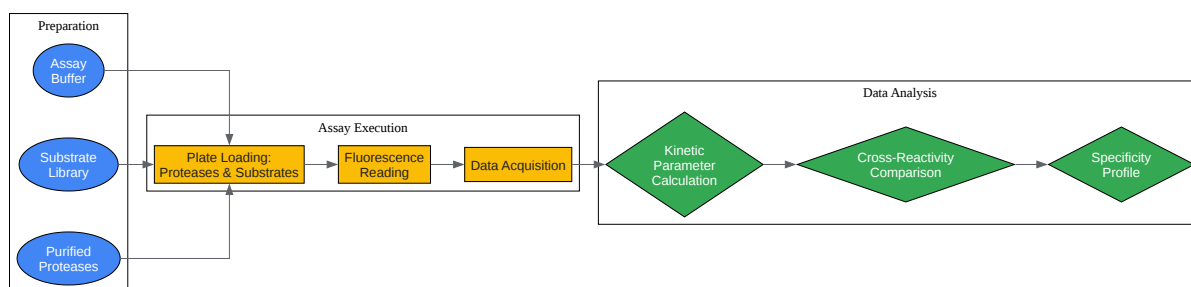 Preparation
Assay
Buffer
Substrate
Library
Purified
Proteases
Assay Execution
Plate Loading:
Proteases & Substrates
Fluorescence
Reading
Data Acquisition
Data Analysis
Kinetic
Parameter
Calculation
Cross-Reactivity
Comparison
Specificity
Profile